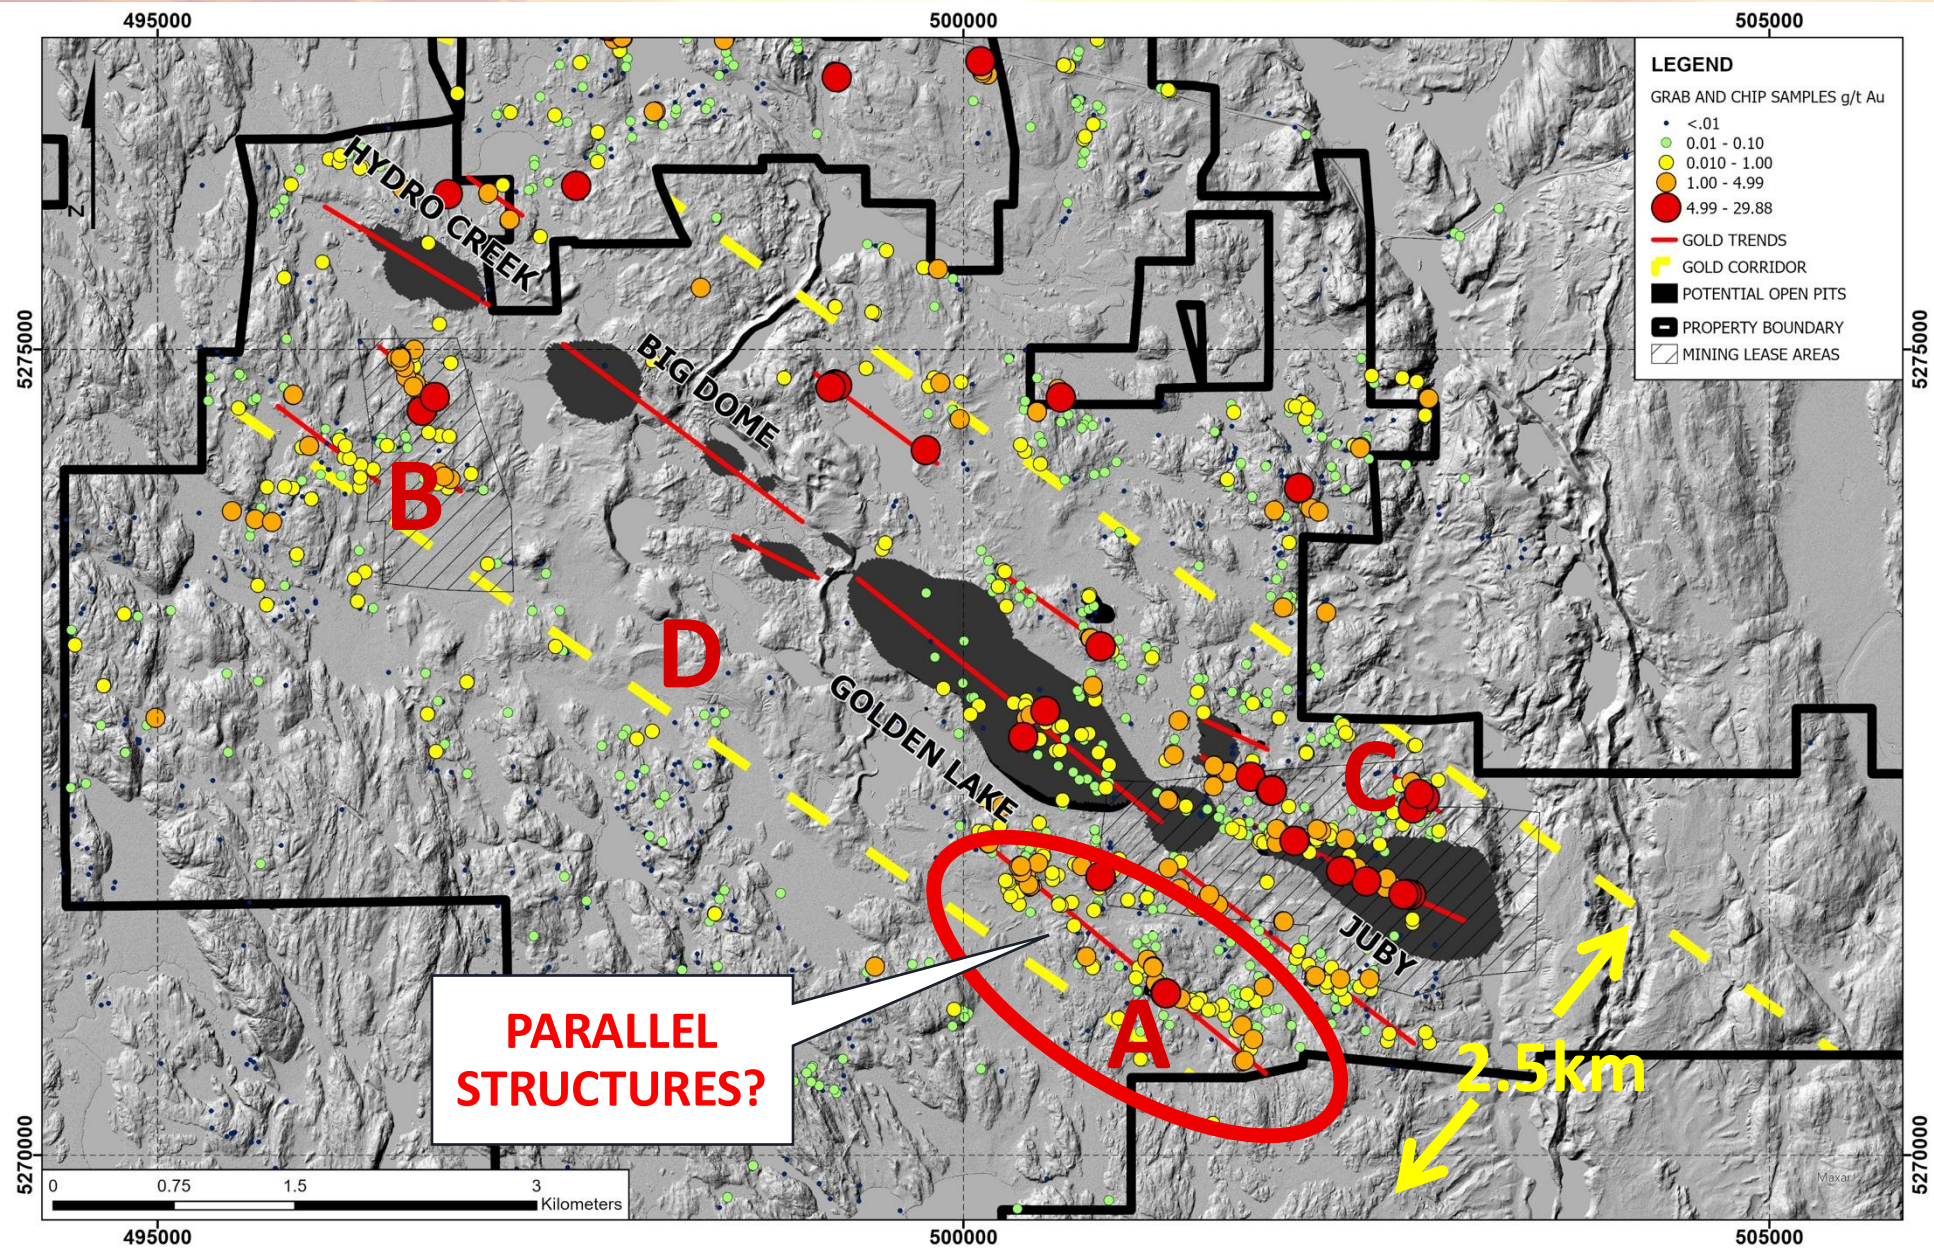 495000
500000
505000
LEGEND
GRAB AND CHIP SAMPLES g/t Au
<.01
0.01 - 0.10
0.010 - 1.00
1.00 - 4.99
4.99 - 29.88
GOLD TRENDS
GOLD CORRIDOR
POTENTIAL OPEN PITS
PROPERTY BOUNDARY
MINING LEASE AREAS
N
HYDRO CREEK
5275000
5275000
BIG DOME
B
D
GOLDEN LAKE
C
JUBY
PARALLEL
STRUCTURES?
A
2.5km
5270000
5270000
Maxar
0 0.75 1.5 3
Kilometers
495000
500000
505000